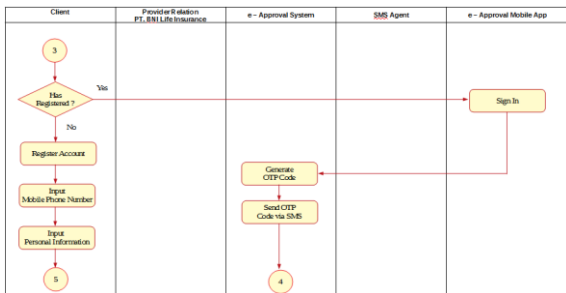 Client
Provider Relation
PT. BNI Life Insurance
e – Approval System
SMS Agent
e – Approval Mobile App
3
Has
Registered ?
Yes
Sign In
No
Register Account
Generate
OTP Code
Input
Mobile Phone Number
Send OTP
Code via SMS
Input
Personal Information
5
4